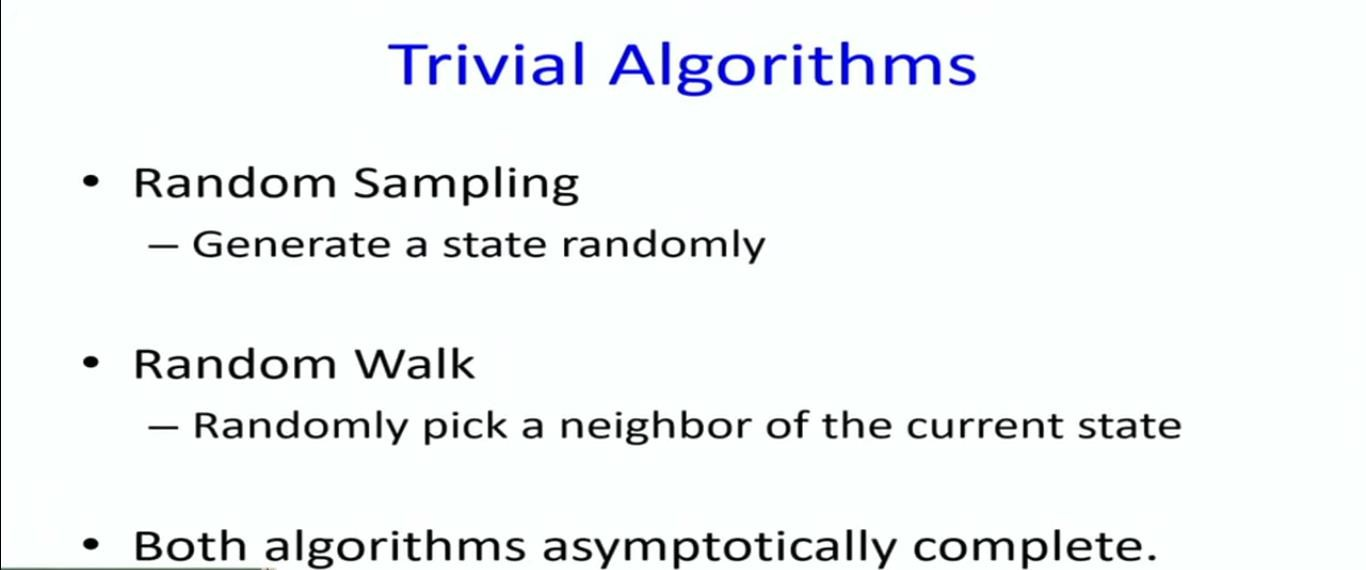 Trivial Algorithms
• Random Sampling
– Generate a state randomly
• Random Walk
– Randomly pick a neighbor of the current state
• Both algorithms asymptotically complete.